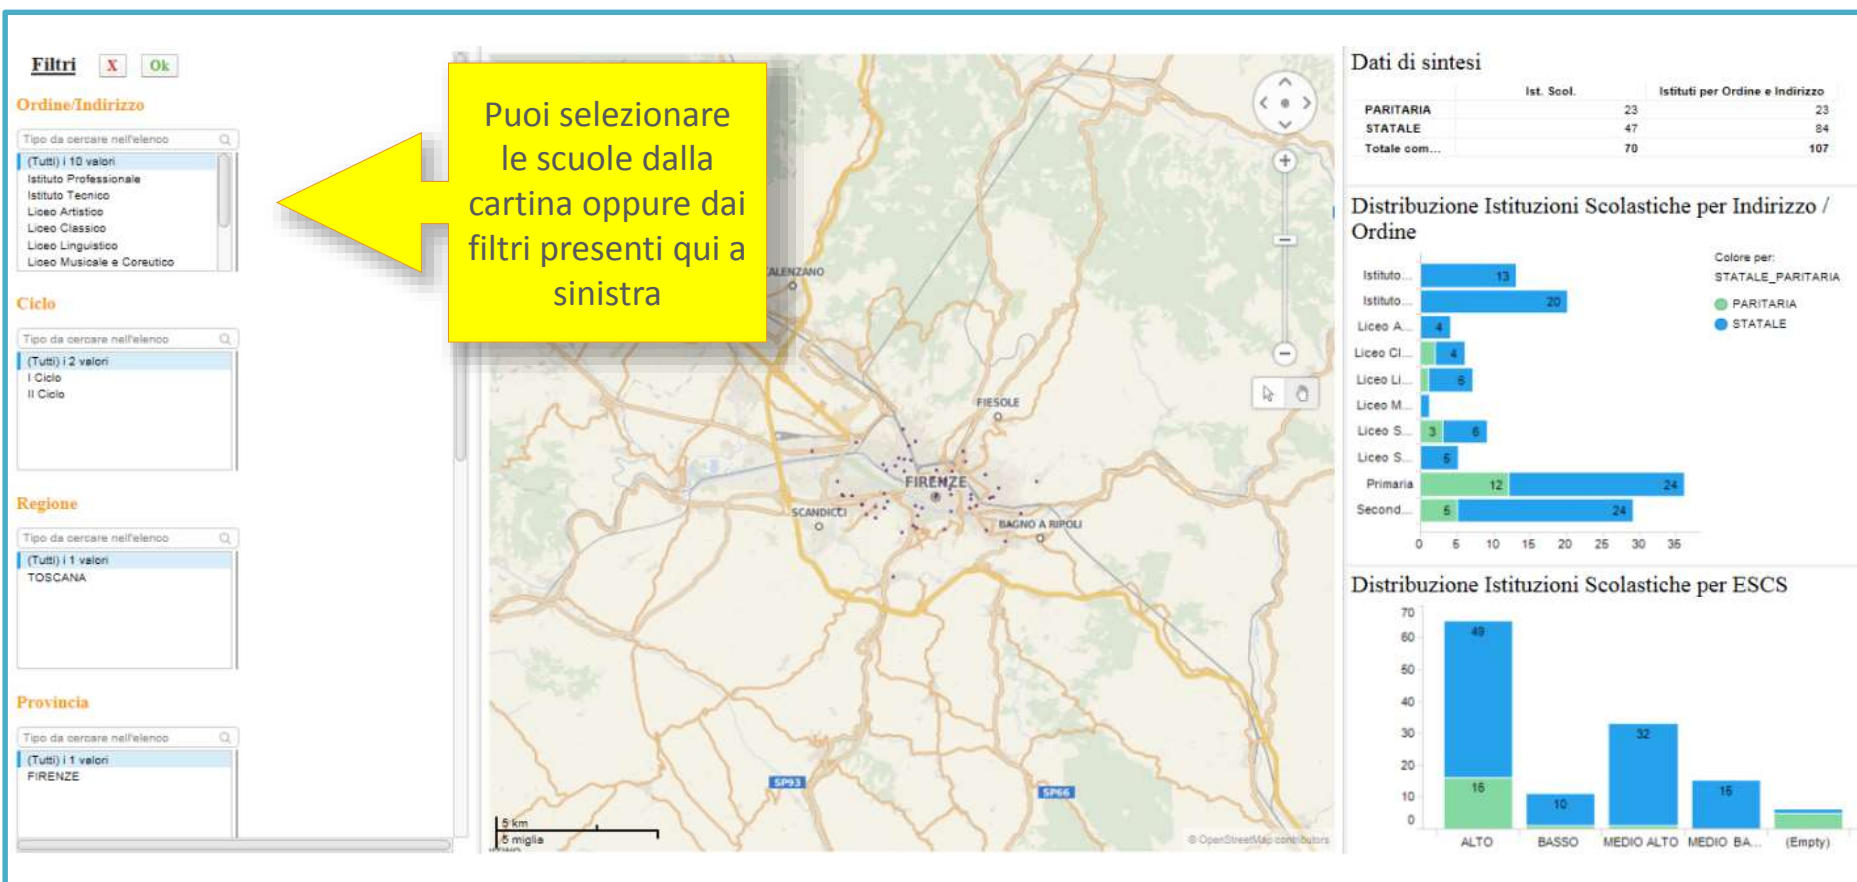 Filtri
X
Ok
Ordine/Indirizzo
Tipo da cercare nell'elenco
(Tutti) i 10 valori
Istituto Professionale
Istituto Tecnico
Liceo Artistico
Liceo Classico
Liceo Linguistico
Liceo Musicale e Coreutico
Ciclo
Tipo da cercare nell'elenco
(Tutti) i 2 valori
I Ciclo
II Ciclo
Regione
Tipo da cercare nell'elenco
(Tutti) i 1 valori
TOSCANA
Provincia
Tipo da cercare nell'elenco
(Tutti) i 1 valori
FIRENZE
Puoi selezionare
le scuole dalla
cartina oppure dai
filtri presenti qui a
sinistra
ALENZANO
FIESOLE
FIRENZE
SCANDICCI
BAGNO A RIPOLI
SP93
SP66
5 km
5 miglia
© OpenStreetMap contributors
Dati di sintesi
Ist. Scol. Istituti per Ordine e Indirizzo
PARITARIA 23 23
STATALE 47 84
Totale com... 70 107
Distribuzione Istituzioni Scolastiche per Indirizzo /
Ordine
Colore per:
STATALE_PARITARIA
PARITARIA
STATALE
Istituto... 13
Istituto... 20
Liceo A... 4
Liceo Cl... 4
Liceo Li... 6
Liceo M...
Liceo S... 3 6
Liceo S... 5
Primaria 12 24
Second... 5 24
0 5 10 15 20 25 30 35
Distribuzione Istituzioni Scolastiche per ESCS
70
60
50
40
30
20
10
0
49
16
10
32
15
ALTO BASSO MEDIO ALTO MEDIO BA... (Empty)